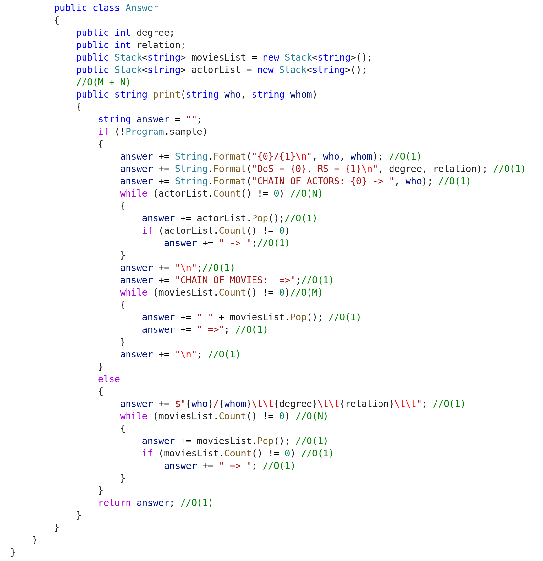 public class Answer
{
public int degree;
public int relation;
public Stack<string> moviesList = new Stack<string>();
public Stack<string> actorList = new Stack<string>();
//O(M + N)
public string print(string who, string whom)
{
string answer = "";
if (!Program.sample)
{
answer += String.Format("{0}/{1}\n", who, whom); //O(1)
answer += String.Format("DoS = {0}, RS = {1}\n", degree, relation); //O(1)
answer += String.Format("CHAIN OF ACTORS: {0} -> ", who); //O(1)
while (actorList.Count() != 0) //O(N)
{
answer += actorList.Pop();//O(1)
if (actorList.Count() != 0)
answer += " -> ";//O(1)
}
answer += "\n";//O(1)
answer += "CHAIN OF MOVIES:  =>";//O(1)
while (moviesList.Count() != 0)//O(M)
{
answer += " " + moviesList.Pop(); //O(1)
answer += " =>"; //O(1)
}
answer += "\n"; //O(1)
}
else
{
answer += $"{who}/{whom}\t\t{degree}\t\t{relation}\t\t"; //O(1)
while (moviesList.Count() != 0) //O(N)
{
answer += moviesList.Pop(); //O(1)
if (moviesList.Count() != 0) //O(1)
answer += " => "; //O(1)
}
}
return answer; //O(1)
}
}
}
}